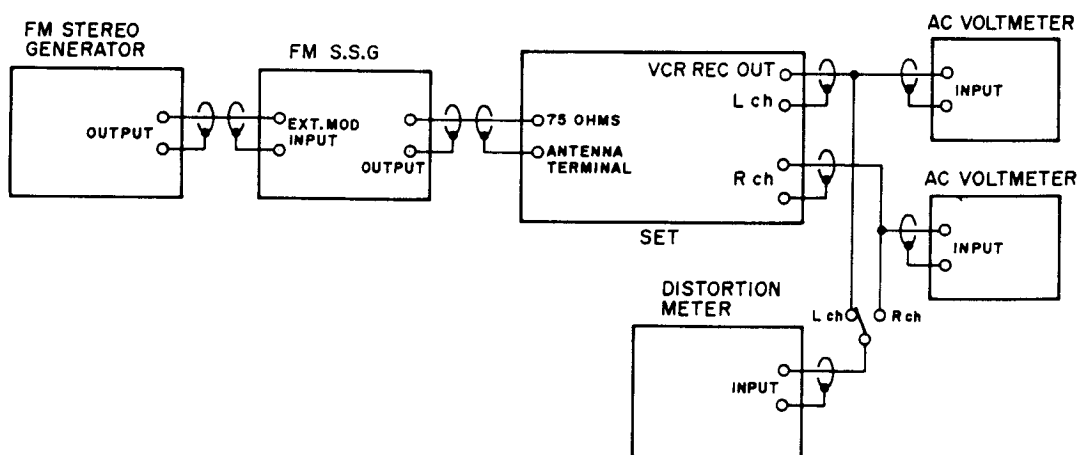 FM STEREO
GENERATOR
OUTPUT
FM S.S.G
EXT.MOD
INPUT
OUTPUT
75 OHMS
ANTENNA
TERMINAL
VCR REC OUT
L ch
R ch
SET
AC VOLTMETER
INPUT
AC VOLTMETER
INPUT
DISTORTION
METER
L ch
R ch
INPUT